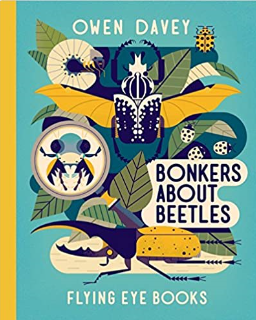 OWEN DAVEY
BONKERS
ABOUT
BEETLES
FLYING EYE BOOKS